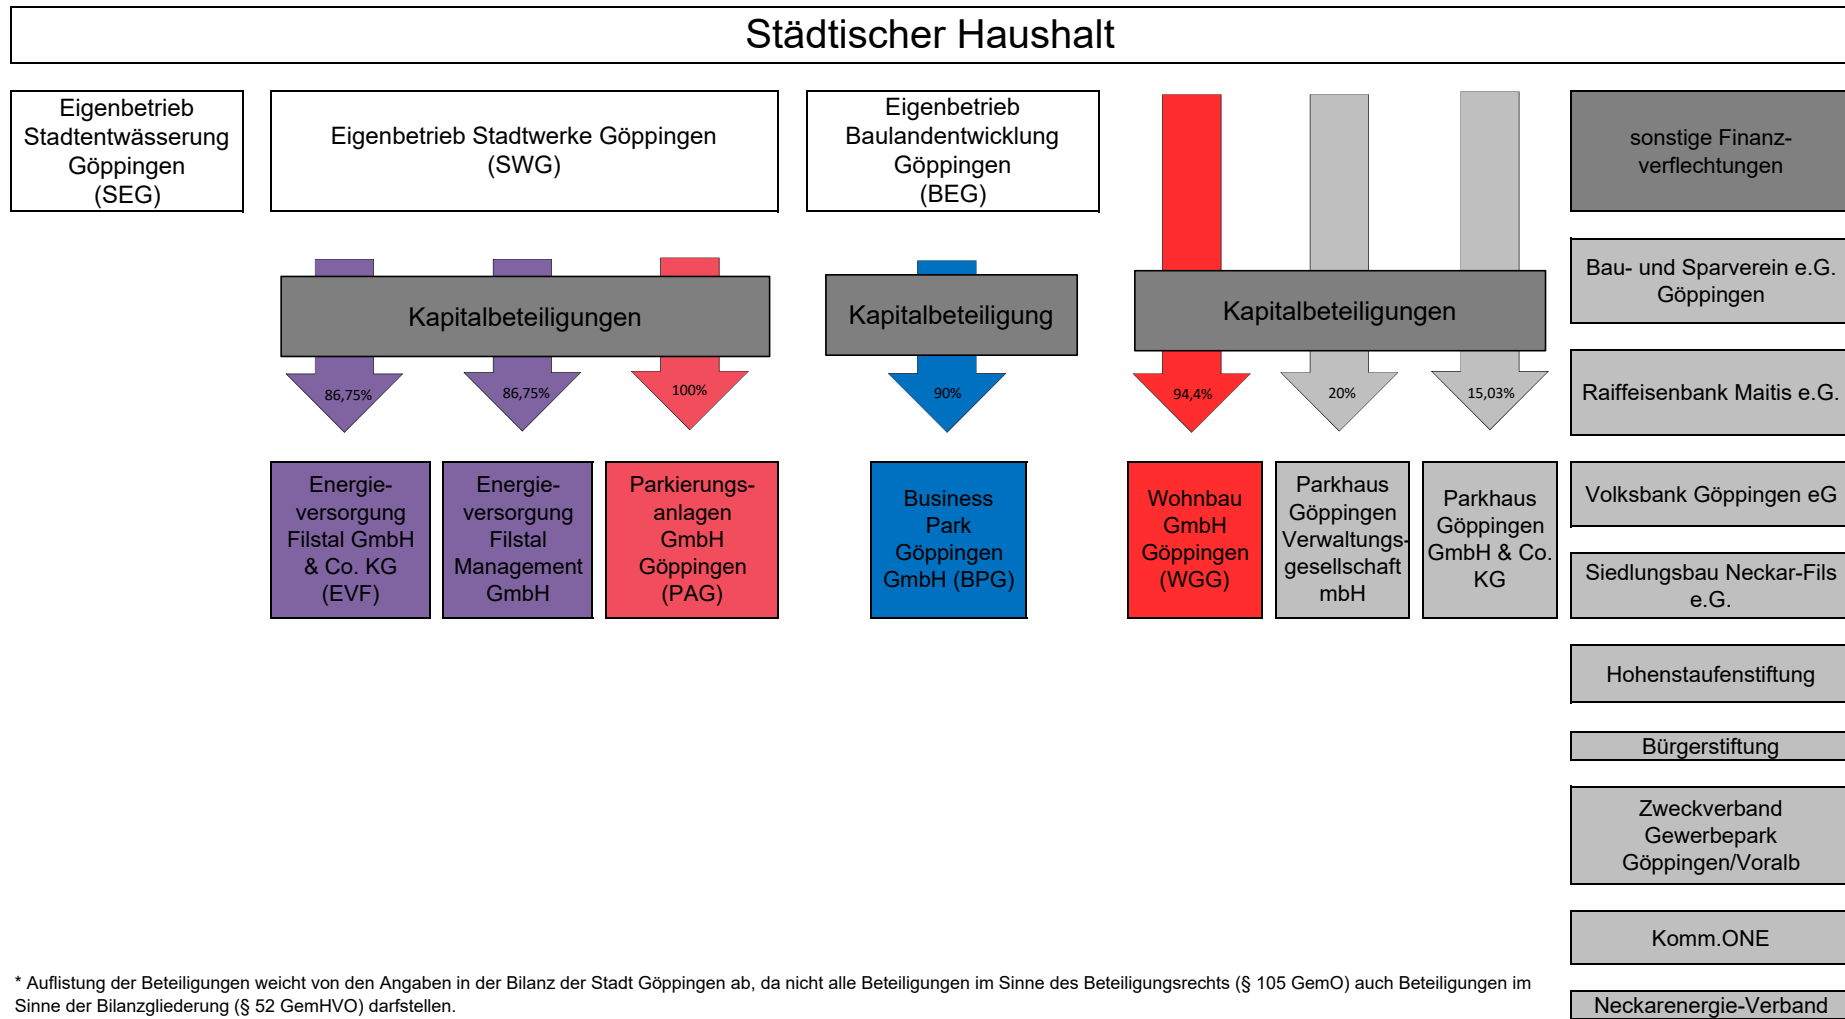 Städtischer Haushalt
Eigenbetrieb
Stadtentwässerung
Göppingen
(SEG)
Eigenbetrieb Stadtwerke Göppingen
(SWG)
Eigenbetrieb
Baulandentwicklung
Göppingen
(BEG)
sonstige Finanz-
verflechtungen
Kapitalbeteiligungen
Kapitalbeteiligung
Kapitalbeteiligungen
86,75%
86,75%
100%
90%
94,4%
20%
15,03%
Energie-
versorgung
Filstal GmbH
& Co. KG
(EVF)
Energie-
versorgung
Filstal
Management
GmbH
Parkierungs-
anlagen
GmbH
Göppingen
(PAG)
Business
Park
Göppingen
GmbH (BPG)
Wohnbau
GmbH
Göppingen
(WGG)
Parkhaus
Göppingen
Verwaltungs-
gesellschaft
mbH
Parkhaus
Göppingen
GmbH & Co.
KG
Bau- und Sparverein e.G.
Göppingen
Raiffeisenbank Maitis e.G.
Volksbank Göppingen eG
Siedlungsbau Neckar-Fils
e.G.
Hohenstaufenstiftung
Bürgerstiftung
Zweckverband
Gewerbepark
Göppingen/Voralb
Komm.ONE
Neckarenergie-Verband
* Auflistung der Beteiligungen weicht von den Angaben in der Bilanz der Stadt Göppingen ab, da nicht alle Beteiligungen im Sinne des Beteiligungsrechts (§ 105 GemO) auch Beteiligungen im
Sinne der Bilanzgliederung (§ 52 GemHVO) darfstellen.